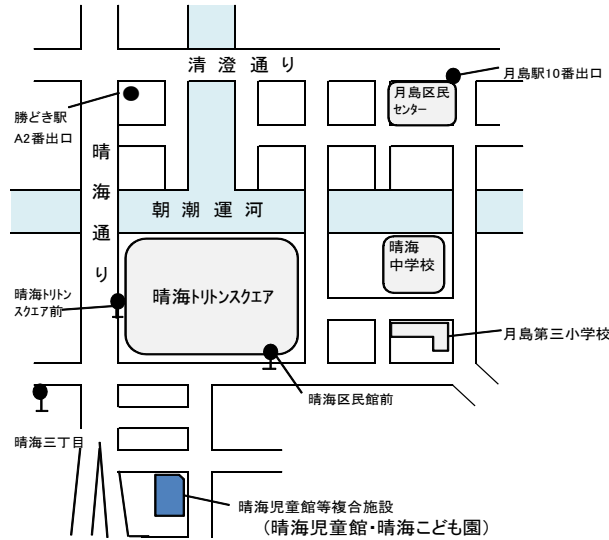 清澄通り
月島駅10番出口
月島区民
センター
勝どき駅
A2番出口
晴海通り
朝潮運河
晴海
中学校
晴海トリトンスクエア
晴海トリトン
スクエア前
月島第三小学校
晴海区民館前
晴海三丁目
晴海児童館等複合施設
(晴海児童館・晴海こども園)